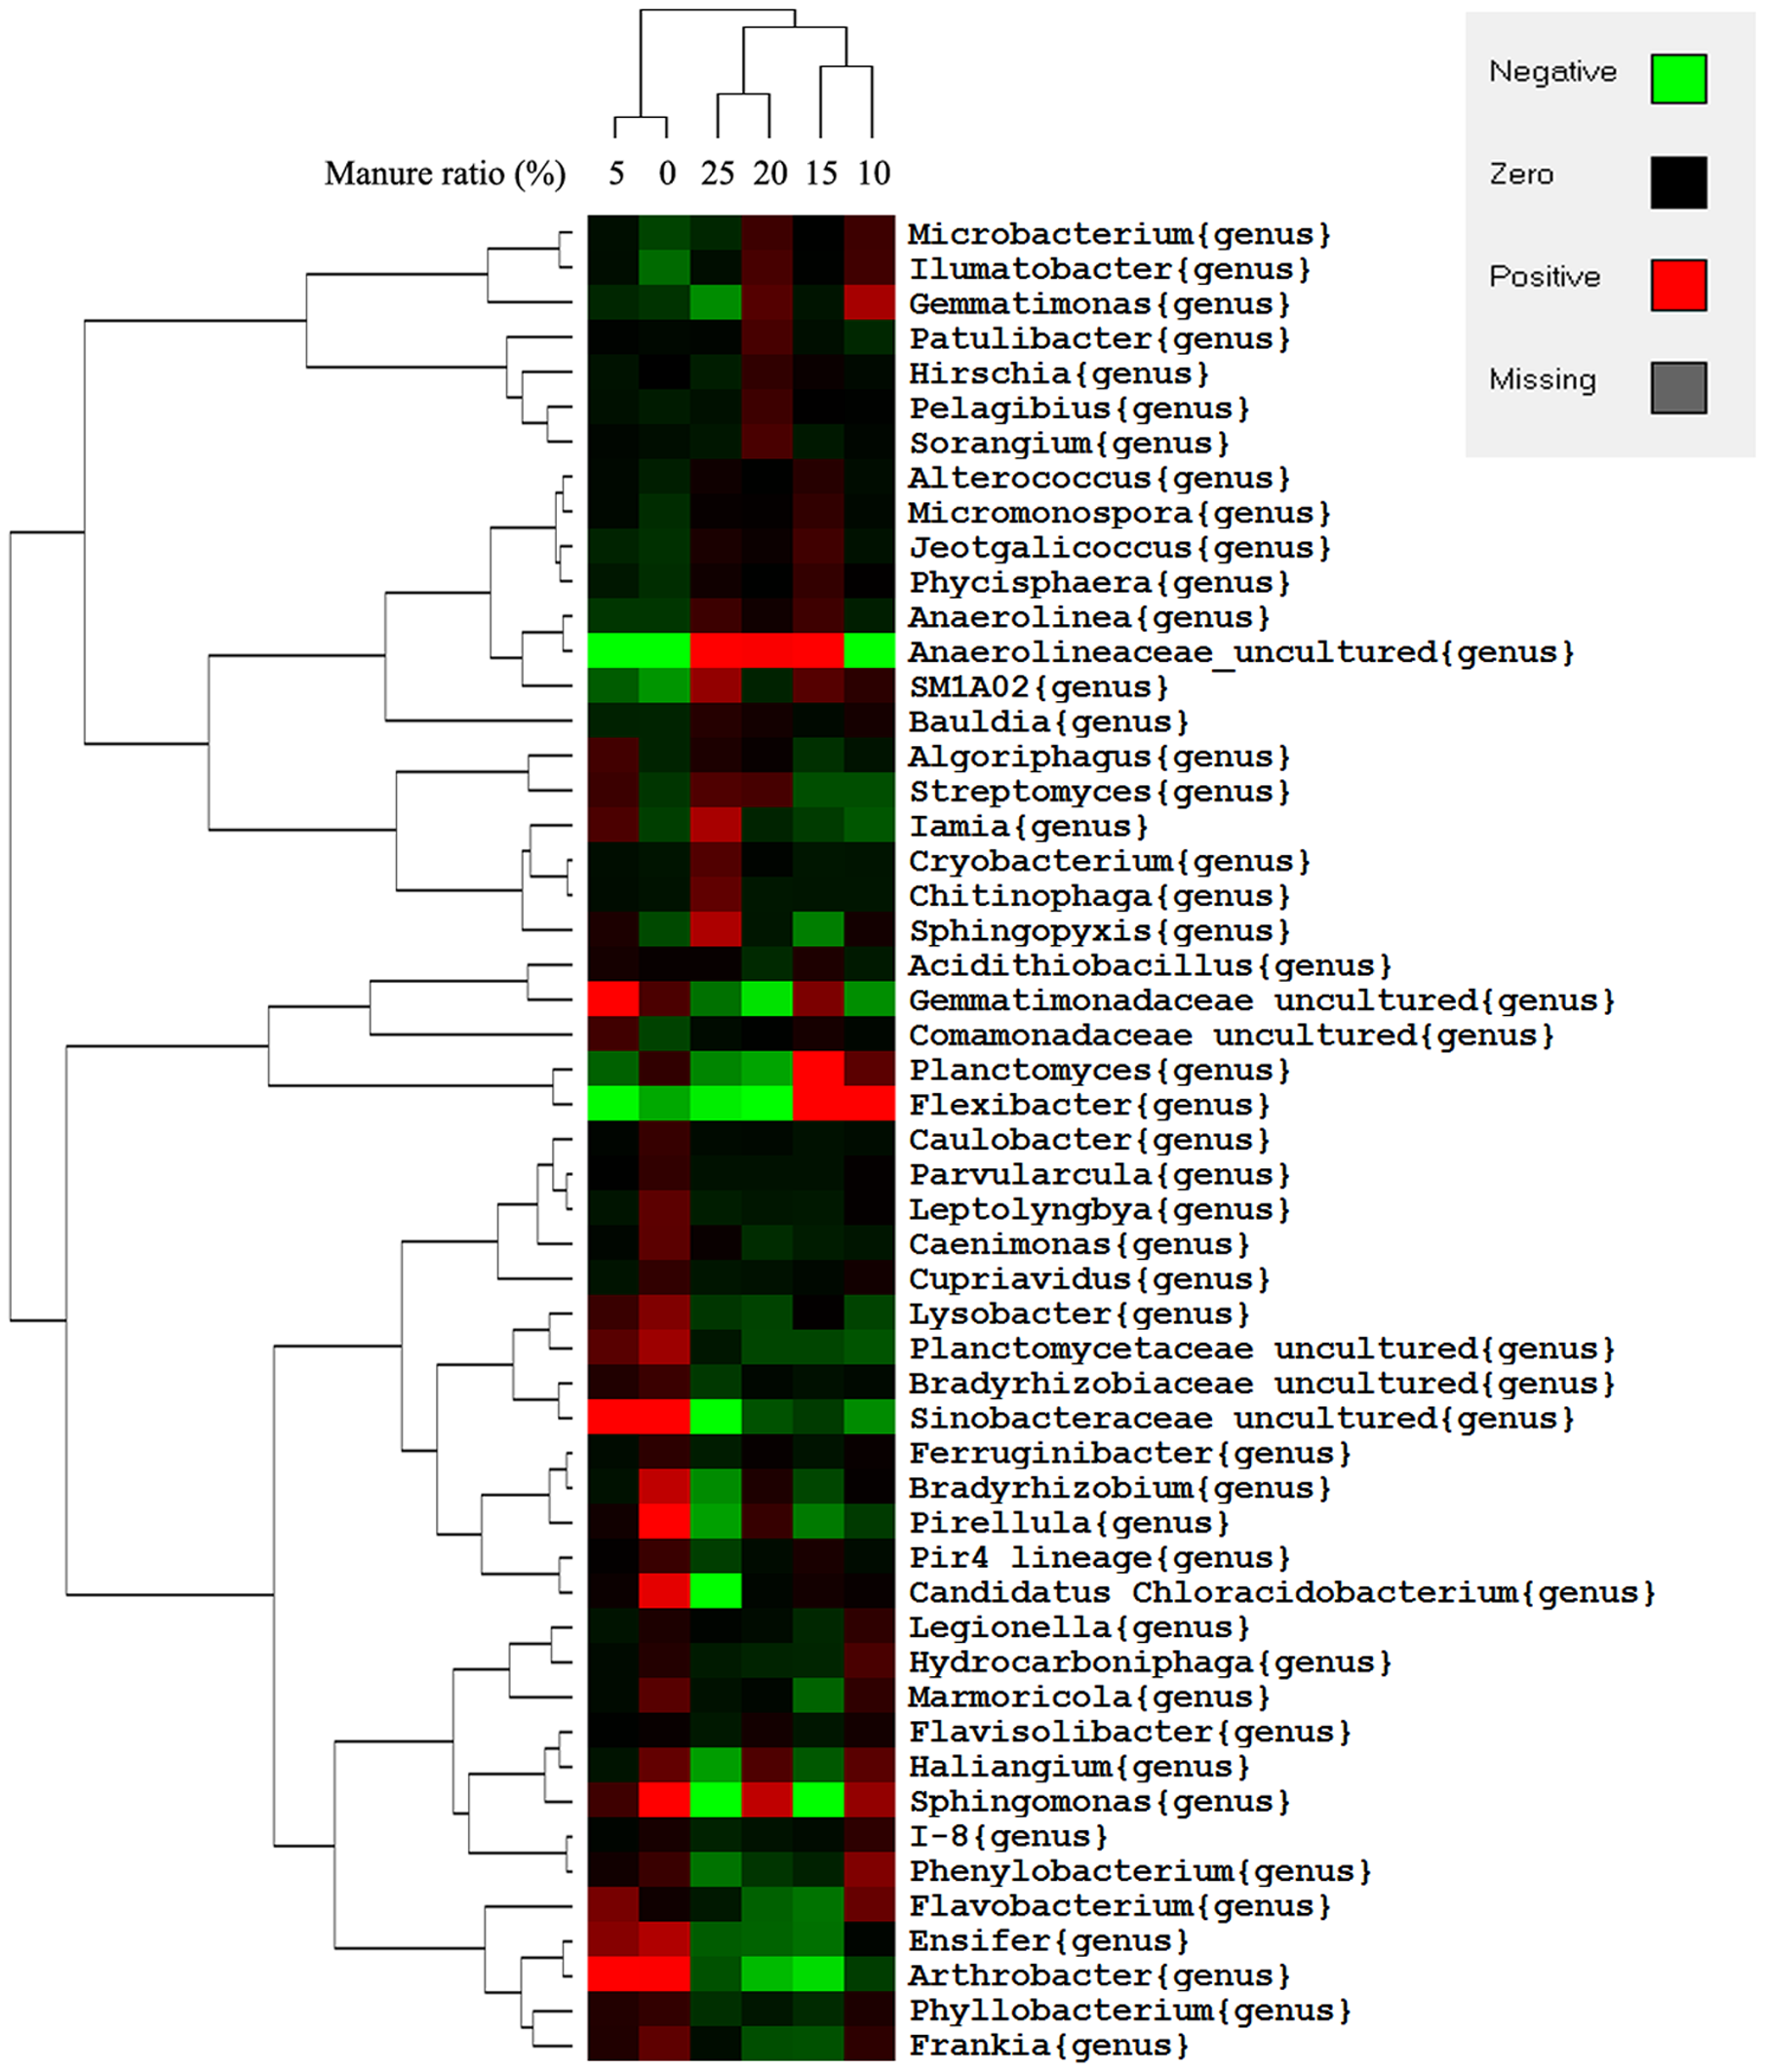 Negative
Zero
Positive
Missing
Manure ratio (%) 5 0 25 20 15 10
Microbacterium{genus}
Ilumatobacter{genus}
Gemmatimonas{genus}
Patulibacter{genus}
Hirschia{genus}
Pelagibius{genus}
Sorangium{genus}
Alterococcus{genus}
Micromonospora{genus}
Jeotgalicoccus{genus}
Phycisphaera{genus}
Anaerolinea{genus}
Anaerolineaceae_uncultured{genus}
SM1A02{genus}
Bauldia{genus}
Algoriphagus{genus}
Streptomyces{genus}
Iamia{genus}
Cryobacterium{genus}
Chitinophaga{genus}
Sphingopyxis{genus}
Acidithiobacillus{genus}
Gemmatimonadaceae uncultured{genus}
Comamonadaceae uncultured{genus}
Planctomyces{genus}
Flexibacter{genus}
Caulobacter{genus}
Parvularcula{genus}
Leptolyngbya{genus}
Caenimonas{genus}
Cupriavidus{genus}
Lysobacter{genus}
Planctomycetaceae uncultured{genus}
Bradyrhizobiaceae uncultured{genus}
Sinobacteraceae uncultured{genus}
Ferruginibacter{genus}
Bradyrhizobium{genus}
Pirellula{genus}
Pir4 lineage{genus}
Candidatus Chloracidobacterium{genus}
Legionella{genus}
Hydrocarboniphaga{genus}
Marmoricola{genus}
Flavisolibacter{genus}
Haliangium{genus}
Sphingomonas{genus}
I-8{genus}
Phenylobacterium{genus}
Flavobacterium{genus}
Ensifer{genus}
Arthrobacter{genus}
Phyllobacterium{genus}
Frankia{genus}